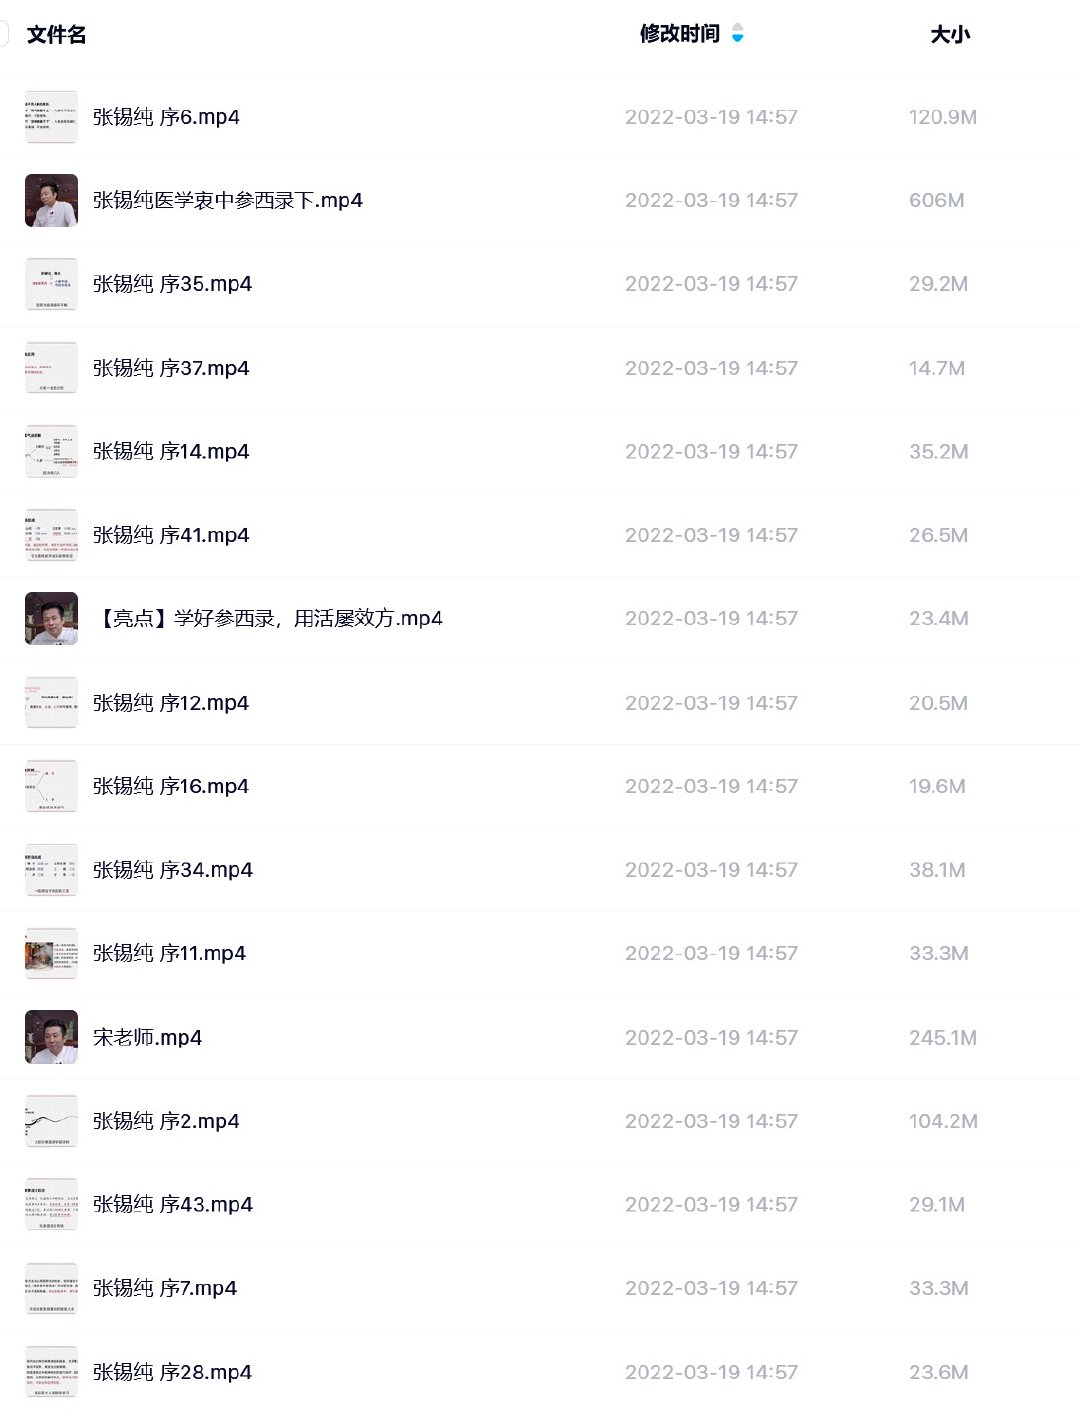 文件名 修改时间 大小
张锡纯 序6.mp4 2022-03-19 14:57 120.9M
张锡纯医学衷中参西录下.mp4 2022-03-19 14:57 606M
张锡纯 序35.mp4 2022-03-19 14:57 29.2M
张锡纯 序37.mp4 2022-03-19 14:57 14.7M
张锡纯 序14.mp4 2022-03-19 14:57 35.2M
张锡纯 序41.mp4 2022-03-19 14:57 26.5M
【亮点】学好参西录，用活屡效方.mp4 2022-03-19 14:57 23.4M
张锡纯 序12.mp4 2022-03-19 14:57 20.5M
张锡纯 序16.mp4 2022-03-19 14:57 19.6M
张锡纯 序34.mp4 2022-03-19 14:57 38.1M
张锡纯 序11.mp4 2022-03-19 14:57 33.3M
宋老师.mp4 2022-03-19 14:57 245.1M
张锡纯 序2.mp4 2022-03-19 14:57 104.2M
张锡纯 序43.mp4 2022-03-19 14:57 29.1M
张锡纯 序7.mp4 2022-03-19 14:57 33.3M
张锡纯 序28.mp4 2022-03-19 14:57 23.6M